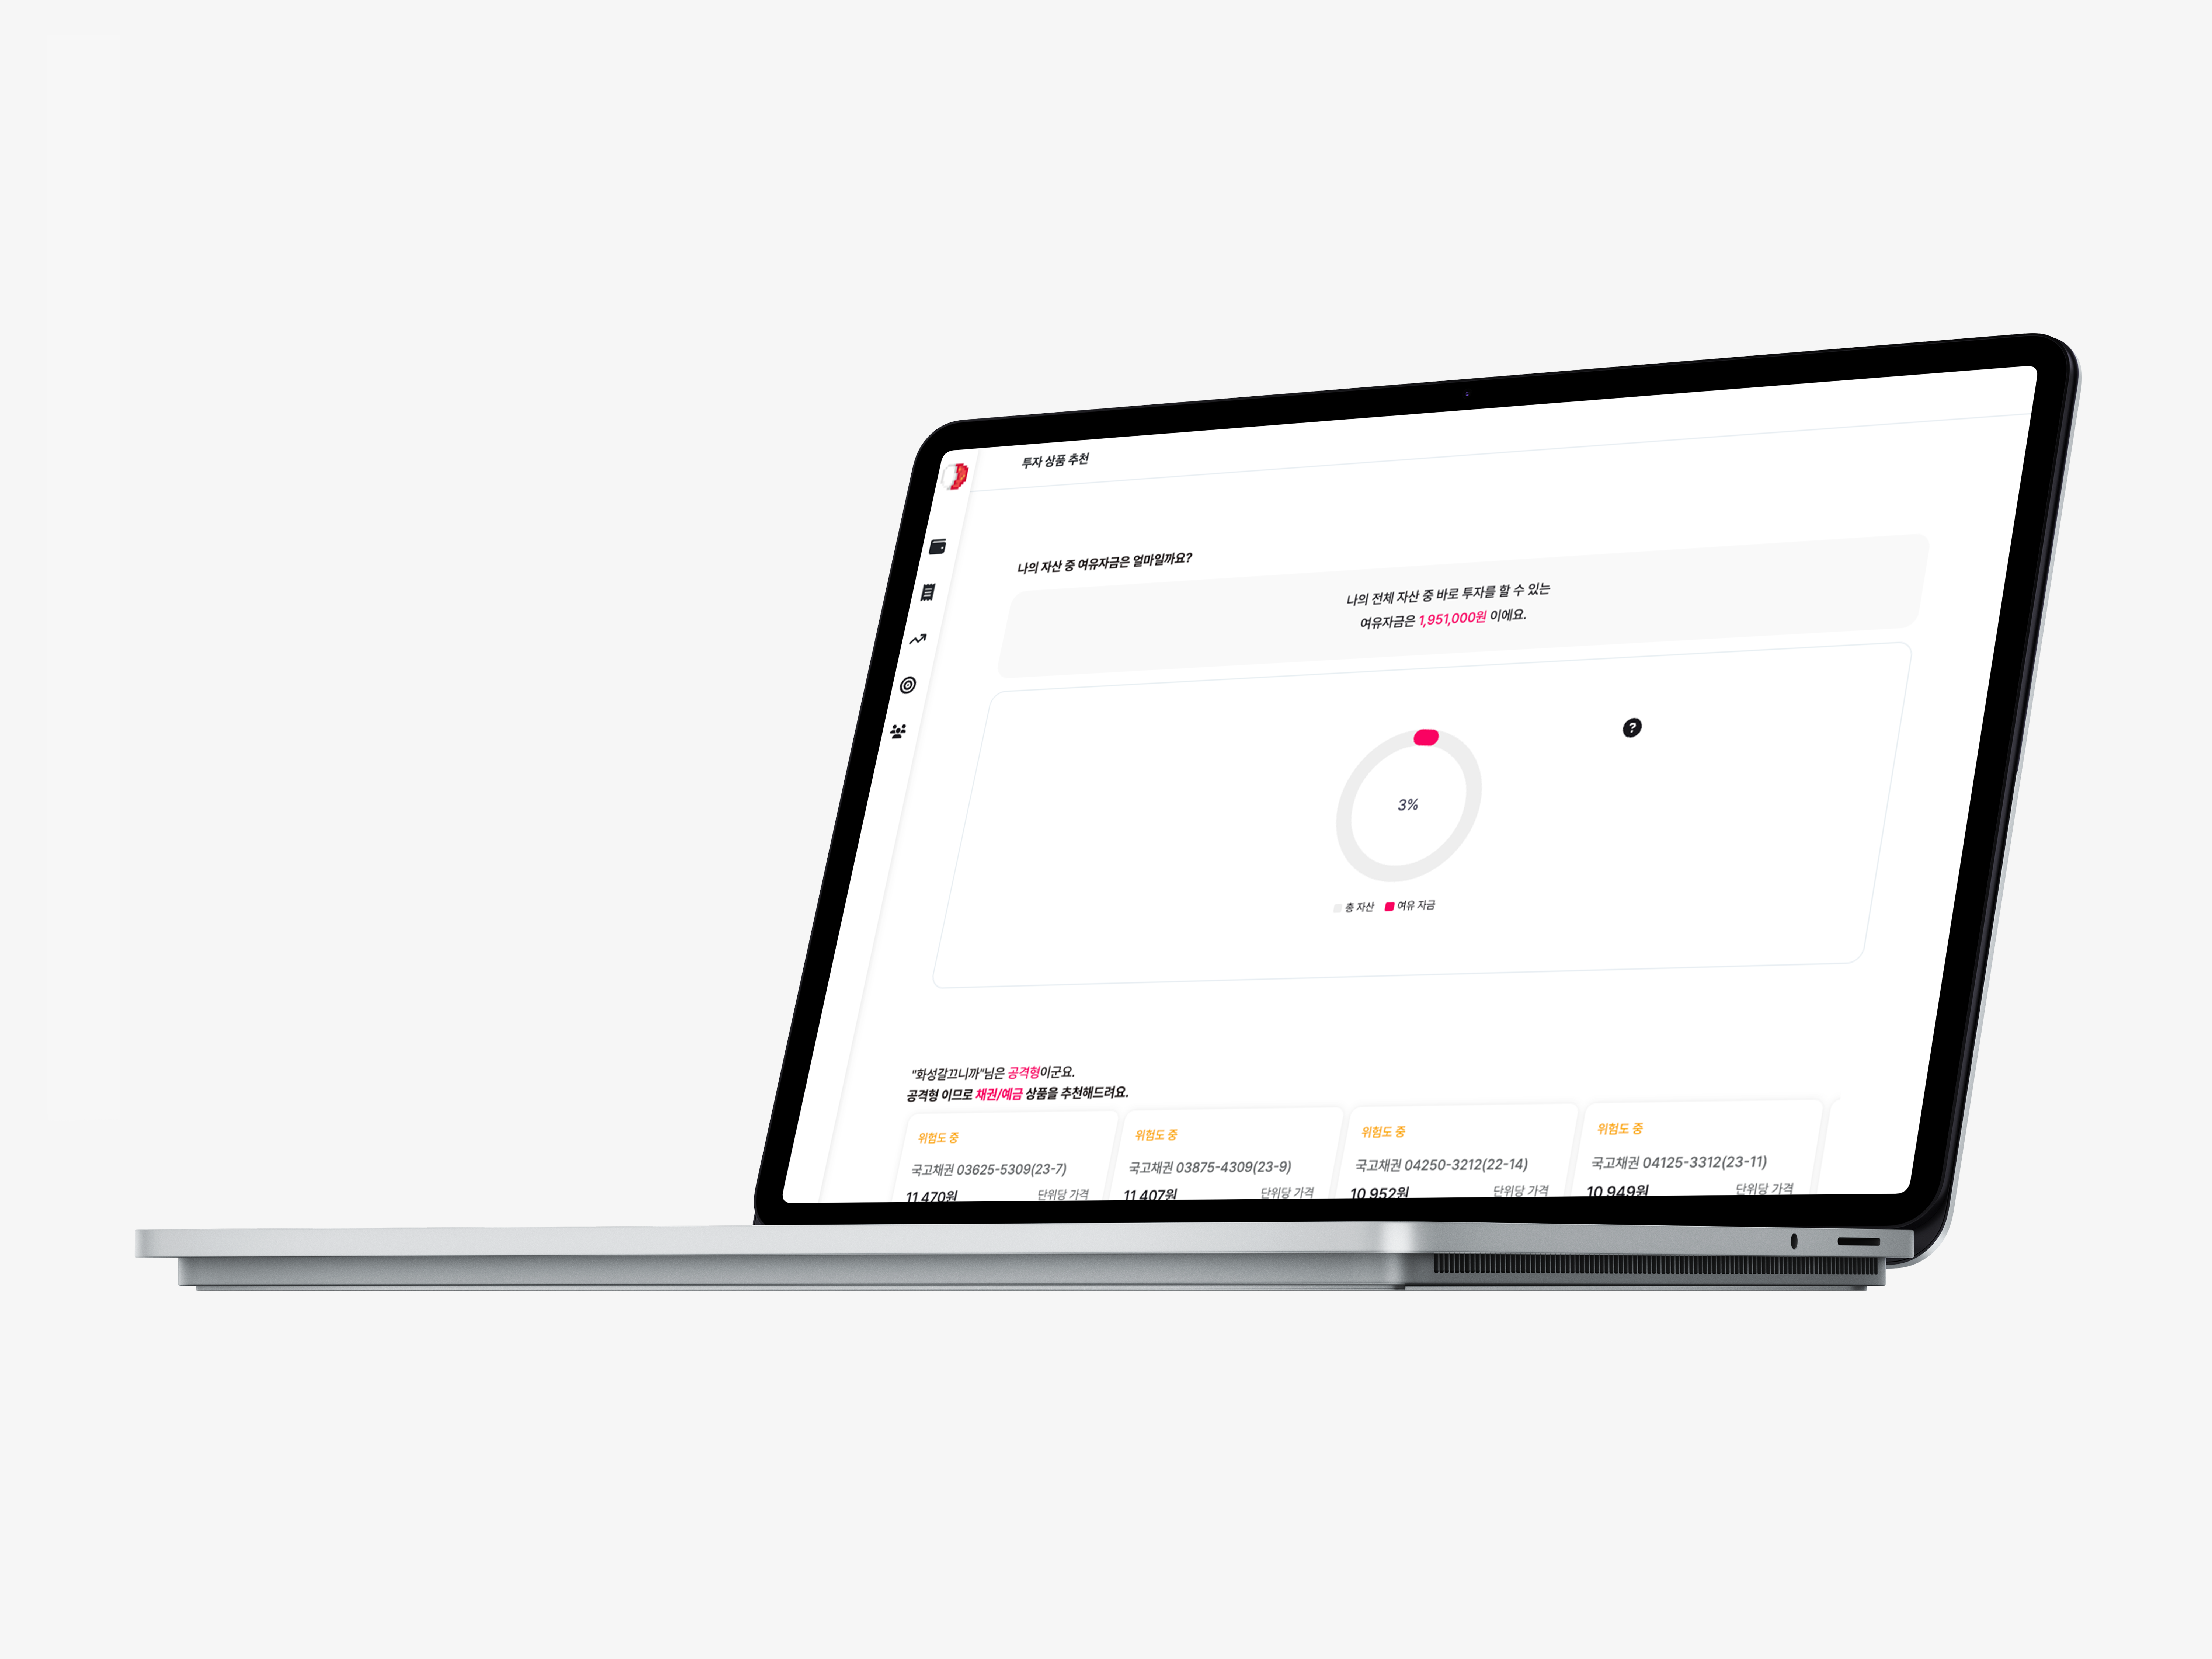 투자 상품 추천
나의 자산 중 여유자금은 얼마일까요?
나의 전체 자산 중 바로 투자를 할 수 있는
여유자금은 1,951,000원 이에요.
?
3%
총 자산 여유 자금
"화성갈끄니까"님은 공격형이군요.
공격형 이므로 채권/예금 상품을 추천해드려요.
위험도 중
국고채권 03625-5309(23-7)
11,470원 단위당 가격
위험도 중
국고채권 03875-4309(23-9)
11,407원 단위당 가격
위험도 중
국고채권 04250-3212(22-14)
10,952원 단위당 가격
위험도 중
국고채권 04125-3312(23-11)
10,949원 단위당 가격